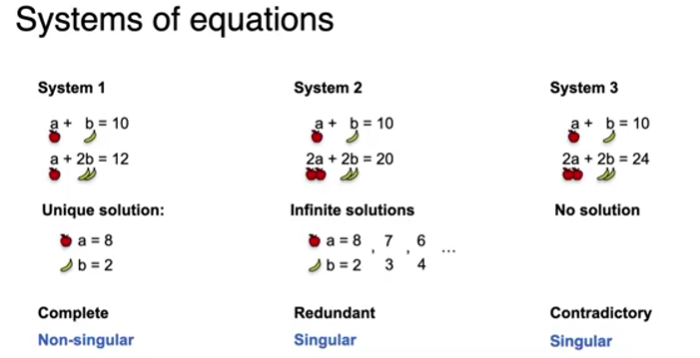 Systems of equations
System 1
a + b = 10
a + 2b = 12
Unique solution:
a = 8
b = 2
Complete
Non-singular
System 2
a + b = 10
2a + 2b = 20
Infinite solutions
a = 8 , 7 , 6 ...
b = 2 3 4
Redundant
Singular
System 3
a + b = 10
2a + 2b = 24
No solution
Contradictory
Singular